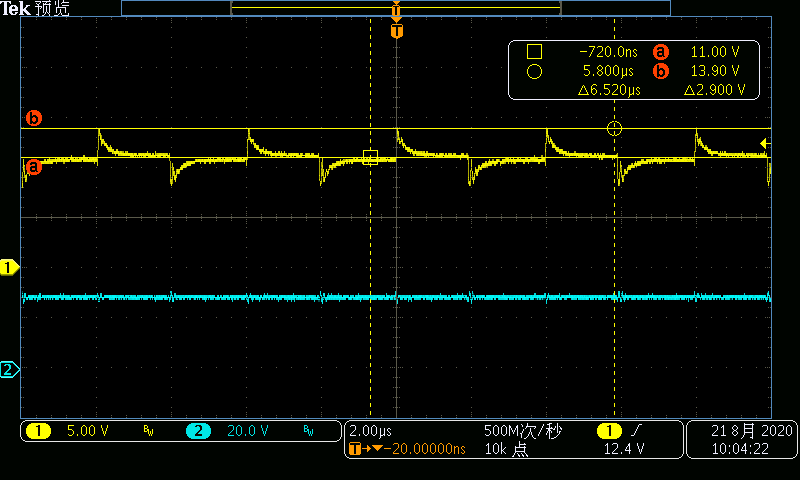 Tek 预览
T
-720.0ns a 11.00 V
5.800µs b 13.90 V
△6.520µs △2.900 V
b
a
1
2
1 5.00 V BW 2 20.0 V BW
2.00µs 500M次/秒 1
T→▼-20.00000ns 10k 点 12.4 V
21 8月 2020
10:04:22